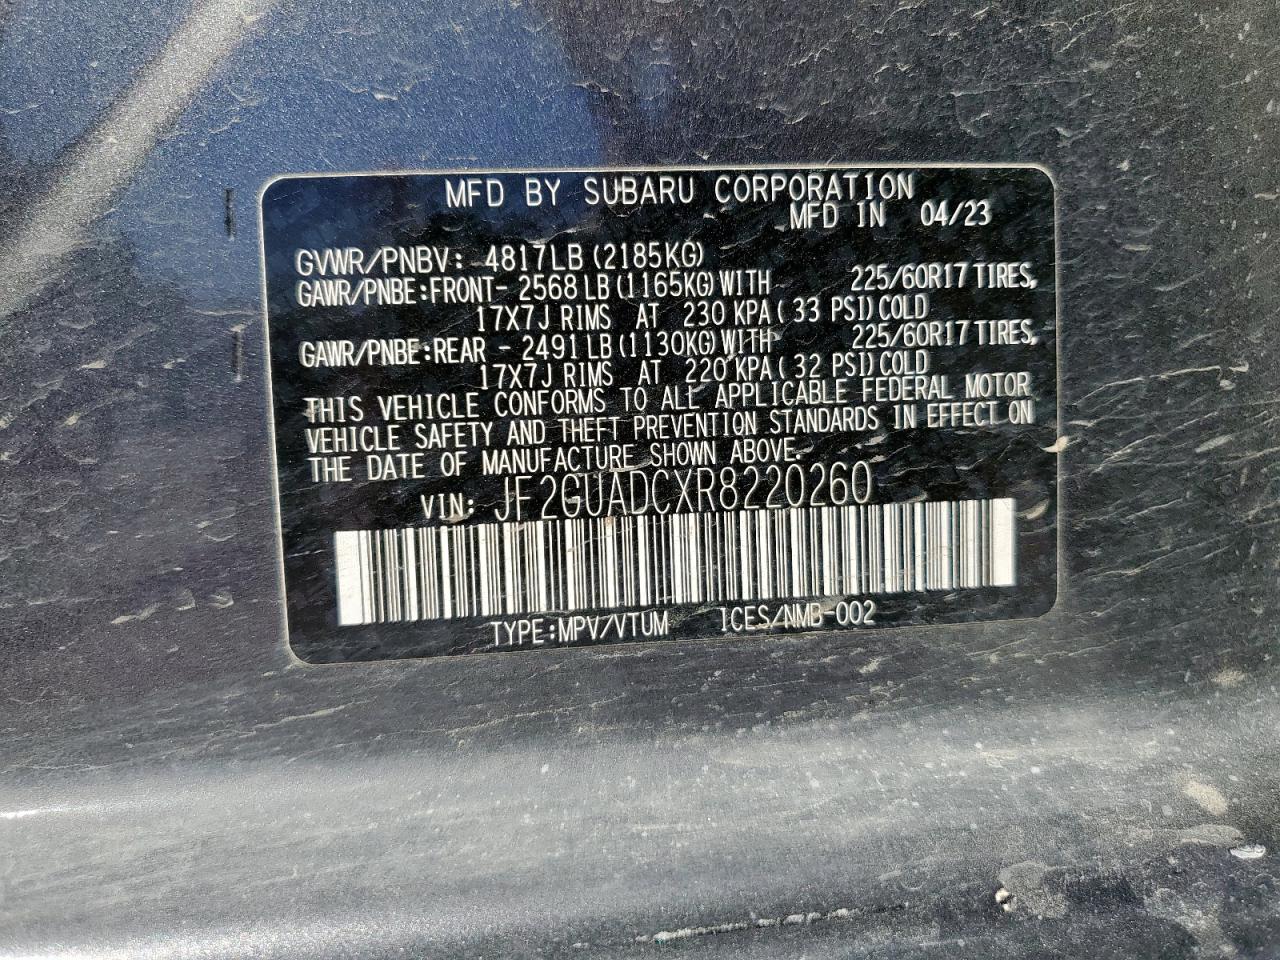 MFD BY SUBARU CORPORATION
MFD IN 04/23
GVWR/PNBV: 4817LB (2185KG)
GAWR/PNBE:FRONT- 2568 LB (1165KG) WITH 225/60R17 TIRES,
17X7J RIMS AT 230 KPA ( 33 PSI) COLD
GAWR/PNBE:REAR - 2491 LB (1130KG) WITH 225/60R17 TIRES,
17X7J RIMS AT 220 KPA ( 32 PSI) COLD
THIS VEHICLE CONFORMS TO ALL APPLICABLE FEDERAL MOTOR
VEHICLE SAFETY AND THEFT PREVENTION STANDARDS IN EFFECT ON
THE DATE OF MANUFACTURE SHOWN ABOVE.
VIN: JF2GUADCXR8220260
TYPE:MPV/VTUM ICES/NMB-002